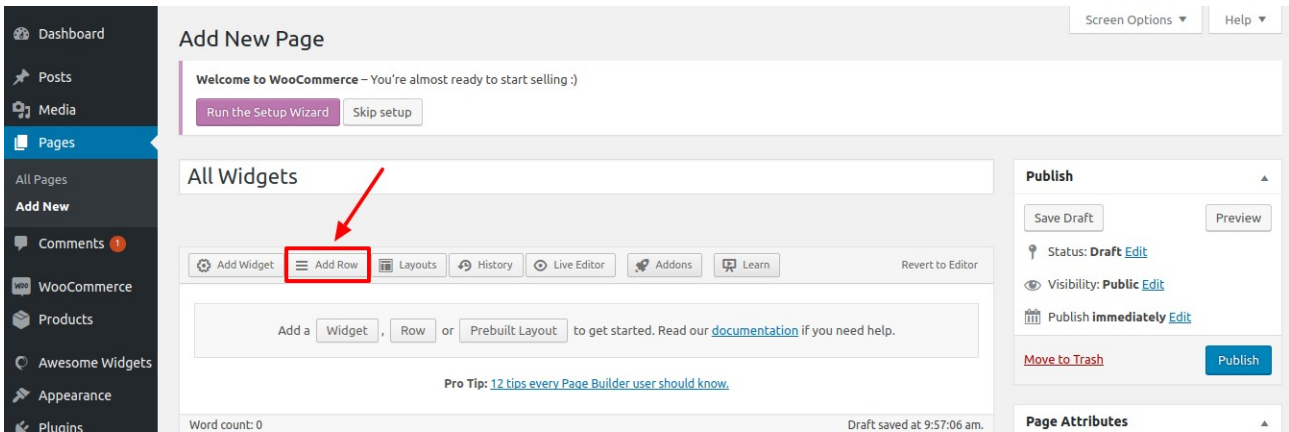 Screen Options ▼ Help ▼
Dashboard
Posts
Media
Pages
All Pages
Add New
Comments 1
WooCommerce
Products
Awesome Widgets
Appearance
Plugins
Add New Page
Welcome to WooCommerce – You're almost ready to start selling :)
Run the Setup Wizard Skip setup
All Widgets
Add Widget Add Row Layouts History Live Editor Addons Learn Revert to Editor
Add a Widget , Row or Prebuilt Layout to get started. Read our documentation if you need help.
Pro Tip: 12 tips every Page Builder user should know.
Word count: 0 Draft saved at 9:57:06 am.
Publish ▲
Save Draft Preview
Status: Draft Edit
Visibility: Public Edit
Publish immediately Edit
Move to Trash Publish
Page Attributes ▲